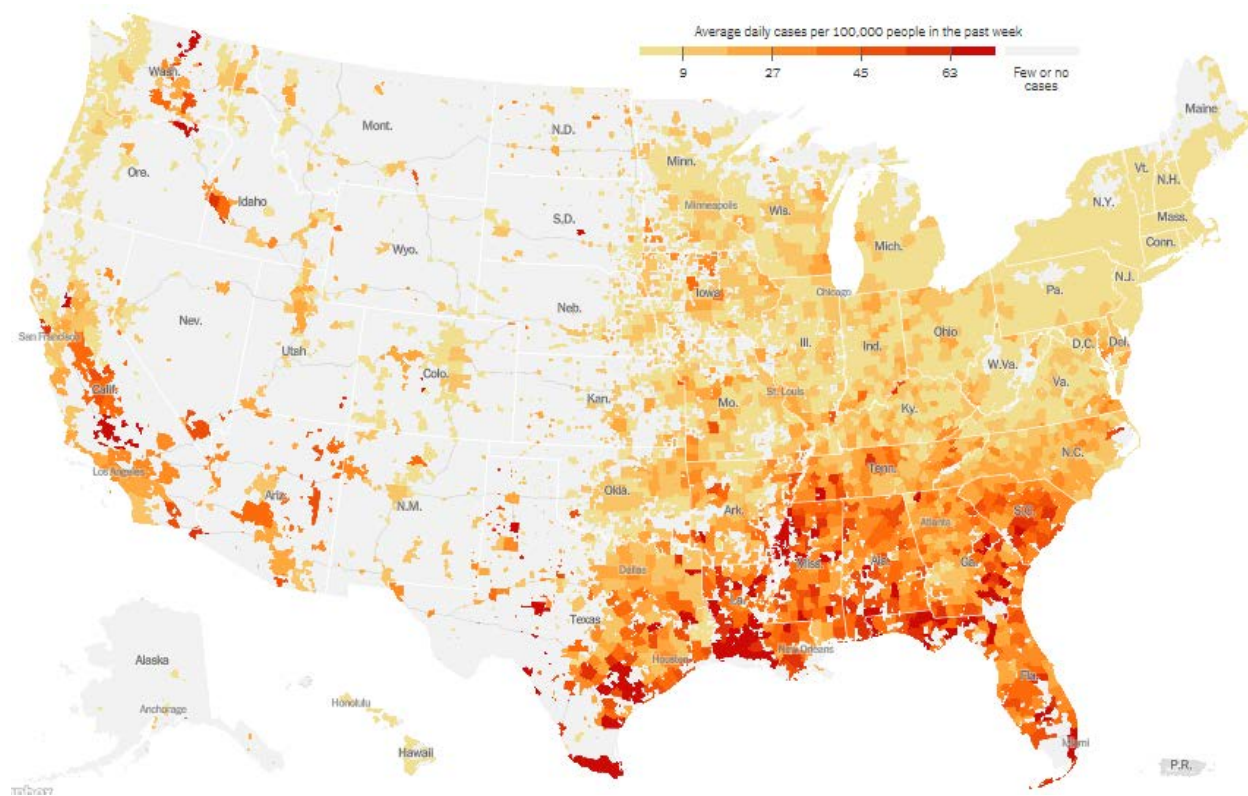 Average daily cases per 100,000 people in the past week
9 27 45 63 Few or no
cases
Maine
Wash.
Mont.
N.D.
Minn.
Vt.
N.H.
Ore.
Idaho
S.D.
Minneapolis
Wis.
N.Y.
Mass.
Mich.
Conn.
Wyo.
Iowa
Chicago
N.J.
Pa.
Neb.
Nev.
Ohio
San Francisco
Utah
Ill.
Ind.
D.C.
Del.
Colo.
W.Va.
Calif.
Kan.
Mo.
St. Louis
Va.
Ky.
Los Angeles
N.C.
Tenn.
Ariz.
N.M.
Okla.
Ark.
S.C.
Atlanta
Dallas
Miss.
Ala.
Ga.
La.
Texas
Houston
New Orleans
Alaska
Fla.
Honolulu
Anchorage
Miami
Hawaii
P.R.